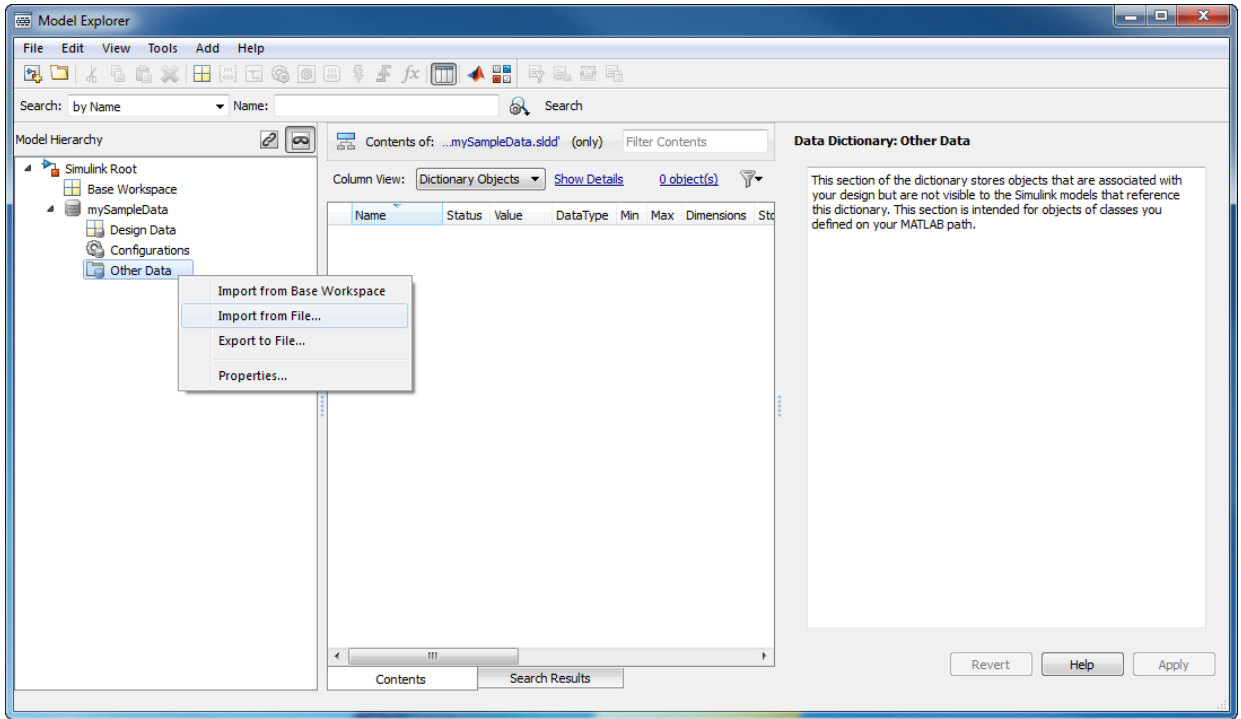 Model Explorer
File Edit View Tools Add Help
fx
Search: by Name Name: Search
Model Hierarchy
Simulink Root
Base Workspace
mySampleData
Design Data
Configurations
Other Data
Import from Base Workspace
Import from File...
Export to File...
Properties...
Contents of: ...mySampleData.sldd' (only) Filter Contents
Column View: Dictionary Objects Show Details 0 object(s)
Name Status Value DataType Min Max Dimensions Sto
Contents Search Results
Data Dictionary: Other Data
This section of the dictionary stores objects that are associated with
your design but are not visible to the Simulink models that reference
this dictionary. This section is intended for objects of classes you
defined on your MATLAB path.
Revert Help Apply